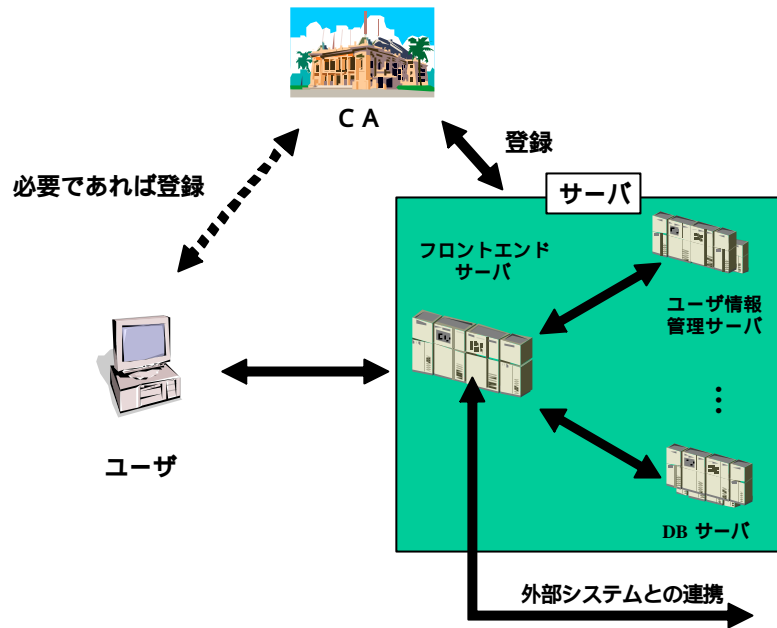 ＣＡ
登録
必要であれば登録
サーバ
フロントエンド
サーバ
ユーザ情報
管理サーバ
…
ユーザ
DB サーバ
外部システムとの連携